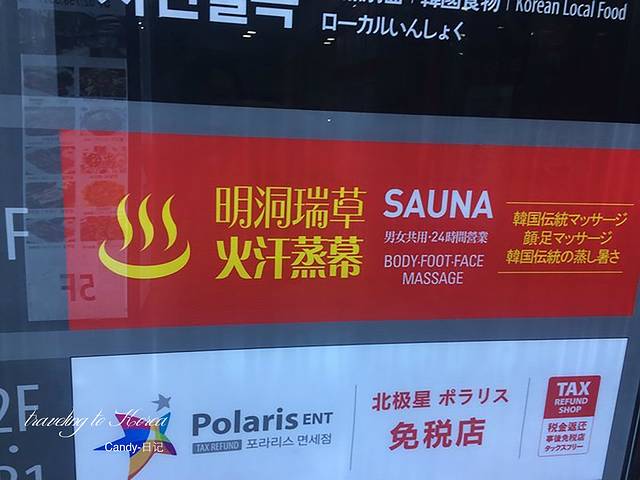 韓国食物 | Korean Local Food
ローカルいんしょく
明洞瑞草
火汗蒸幕
SAUNA
男女共用·24時間營業
BODY·FOOT·FACE
MASSAGE
韓国伝統マッサージ
顔·足マッサージ
韓国伝統の蒸し暑さ
F
5F
2F
B1
Polaris ENT
TAX REFUND 포라리스 면세점
北極星 ポラリス
免税店
TAX
REFUND
SHOP
税金返还
事後免税店
タックスフリー
traveling to Korea
Candy-日记